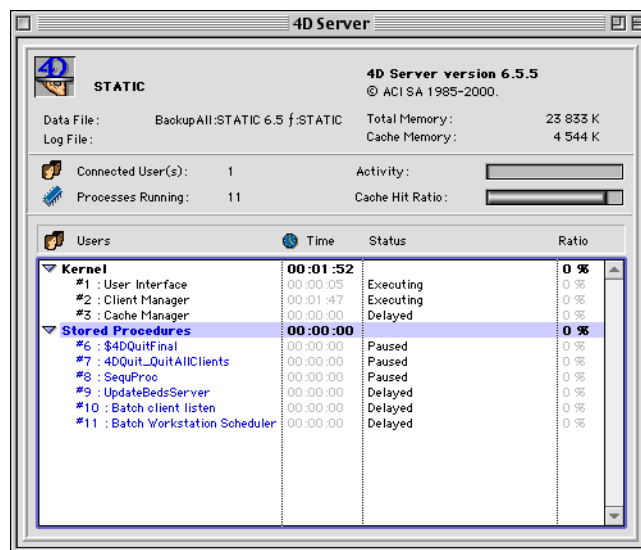 4D Server
4D
STATIC
4D Server version 6.5.5
© ACI SA 1985-2000.
Data File: BackupAll:STATIC 6.5 ƒ:STATIC
Log File:
Total Memory: 23 833 K
Cache Memory: 4 544 K
Connected User(s): 1
Processes Running: 11
Activity:
Cache Hit Ratio:
Users Time Status Ratio
Kernel 00:01:52 0 %
#1 : User Interface 00:00:05 Executing 0 %
#2 : Client Manager 00:01:47 Executing 0 %
#3 : Cache Manager 00:00:00 Delayed 0 %
Stored Procedures 00:00:00 0 %
#6 : $4DQuitFinal 00:00:00 Paused 0 %
#7 : 4DQuit_QuitAllClients 00:00:00 Paused 0 %
#8 : SequProc 00:00:00 Paused 0 %
#9 : UpdateBedsServer 00:00:00 Delayed 0 %
#10 : Batch client listen 00:00:00 Delayed 0 %
#11 : Batch Workstation Scheduler 00:00:00 Delayed 0 %